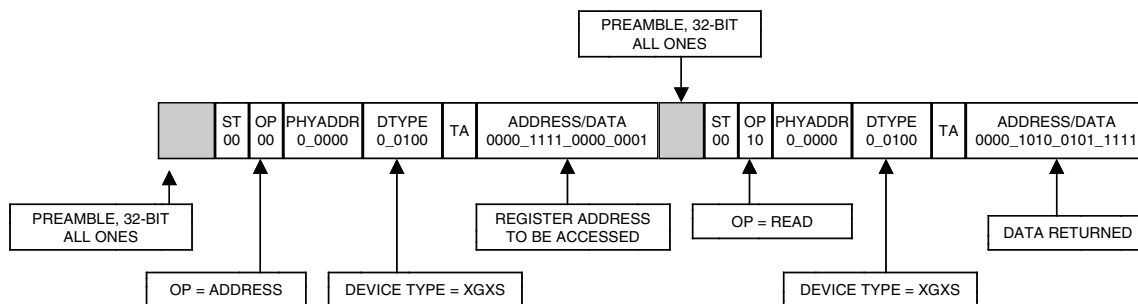 PREAMBLE, 32-BIT
ALL ONES
ST OP PHYADDR DTYPE TA ADDRESS/DATA ST OP PHYADDR DTYPE TA ADDRESS/DATA
00 00 0_0000 0_0100 0000_1111_0000_0001 00 10 0_0000 0_0100 0000_1010_0101_1111
PREAMBLE, 32-BIT
ALL ONES
REGISTER ADDRESS
TO BE ACCESSED
OP = READ
DATA RETURNED
OP = ADDRESS
DEVICE TYPE = XGXS
DEVICE TYPE = XGXS